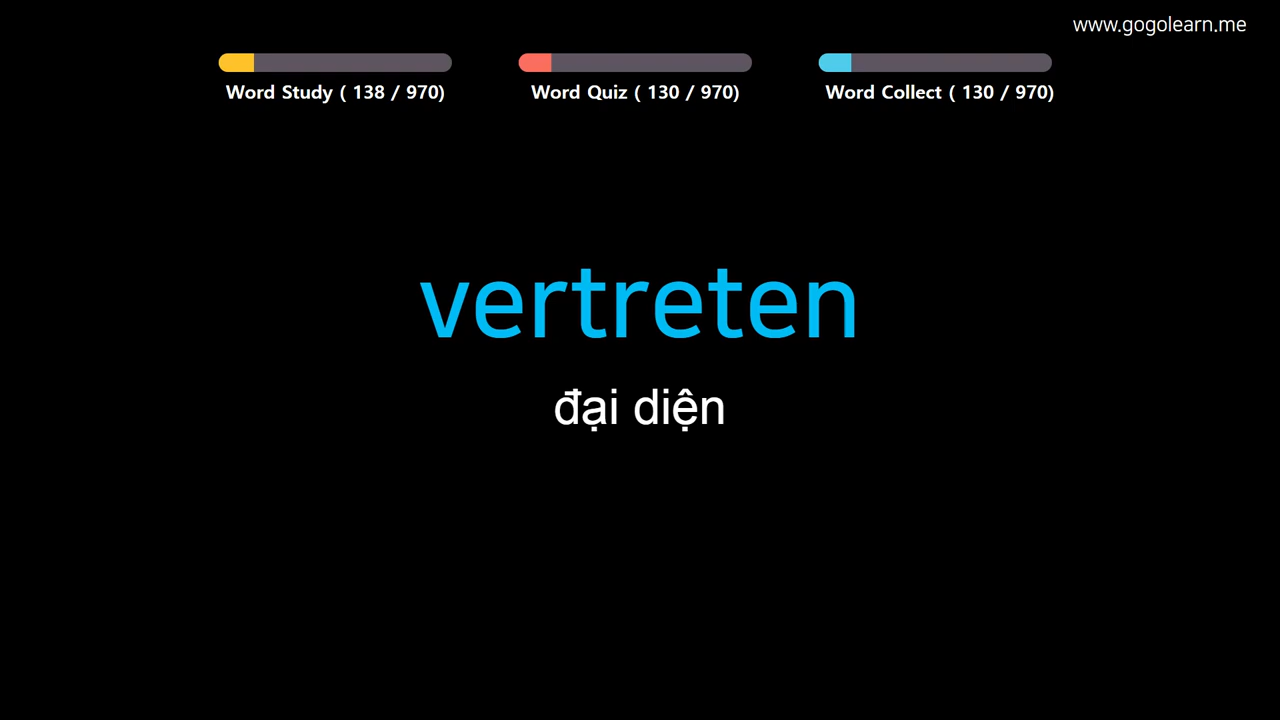 www.gogolearn.me
Word Study ( 138 / 970)
Word Quiz ( 130 / 970)
Word Collect ( 130 / 970)
vertreten
đại diện